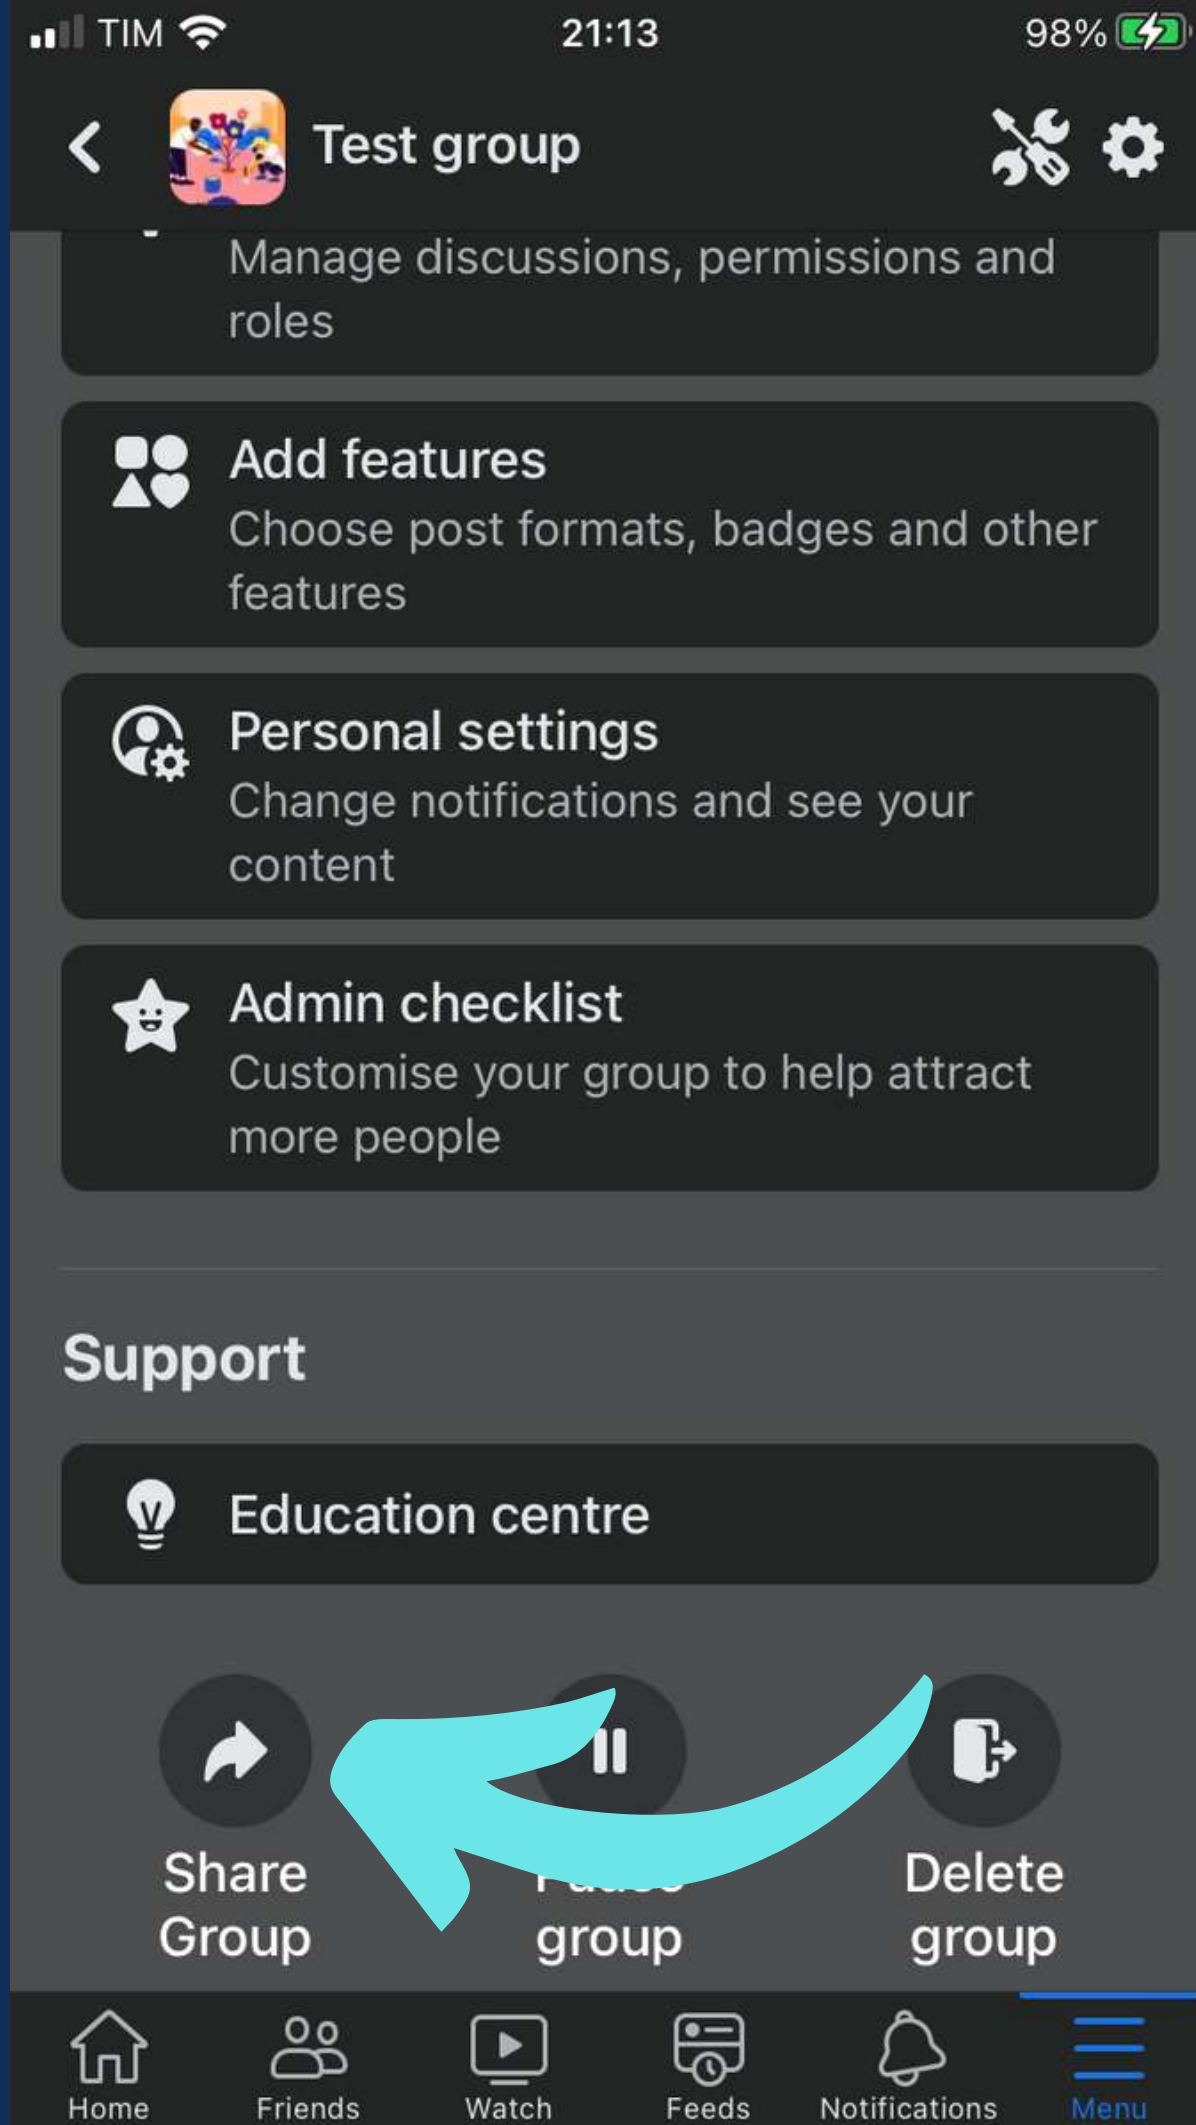 TIM 21:13 98%
Test group
Manage discussions, permissions and
roles
Add features
Choose post formats, badges and other
features
Personal settings
Change notifications and see your
content
Admin checklist
Customise your group to help attract
more people
Support
Education centre
Share
Group
Pause
group
Delete
group
Home Friends Watch Feeds Notifications Menu